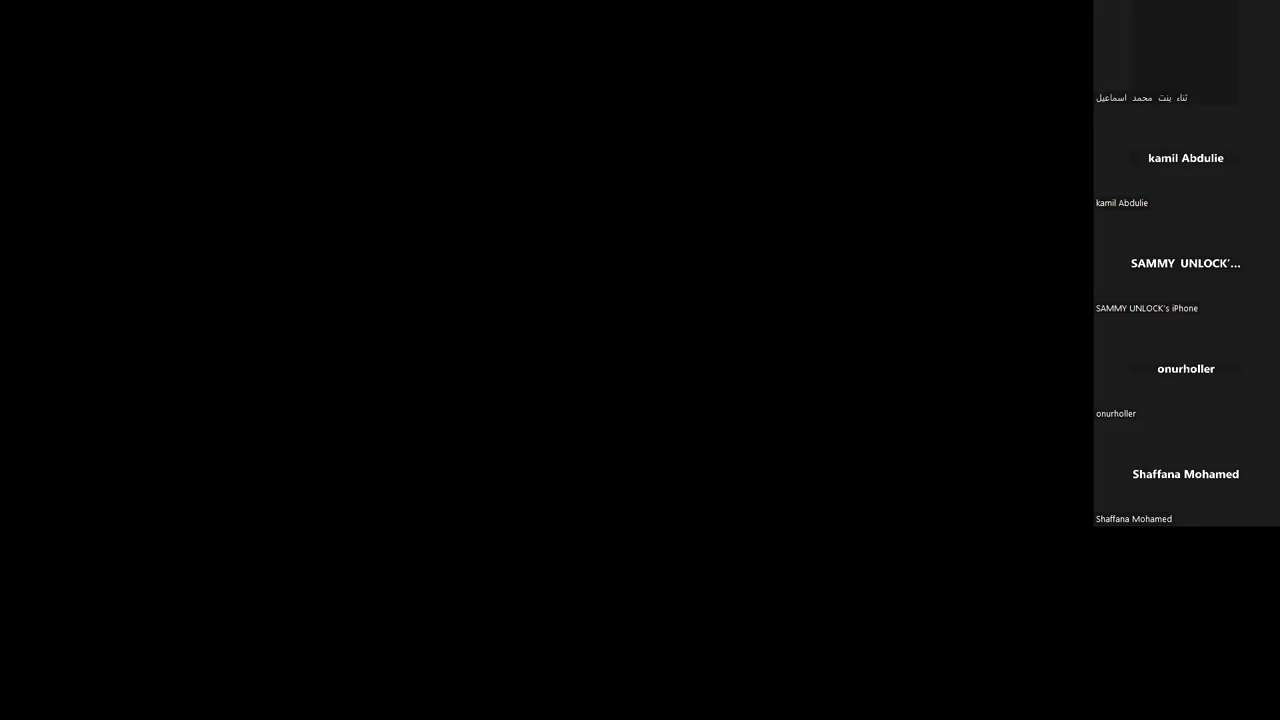 ثناء بنت محمد اسماعيل
kamil Abdulie
kamil Abdulie
SAMMY UNLOCK'...
SAMMY UNLOCK's iPhone
onurholler
onurholler
Shaffana Mohamed
Shaffana Mohamed